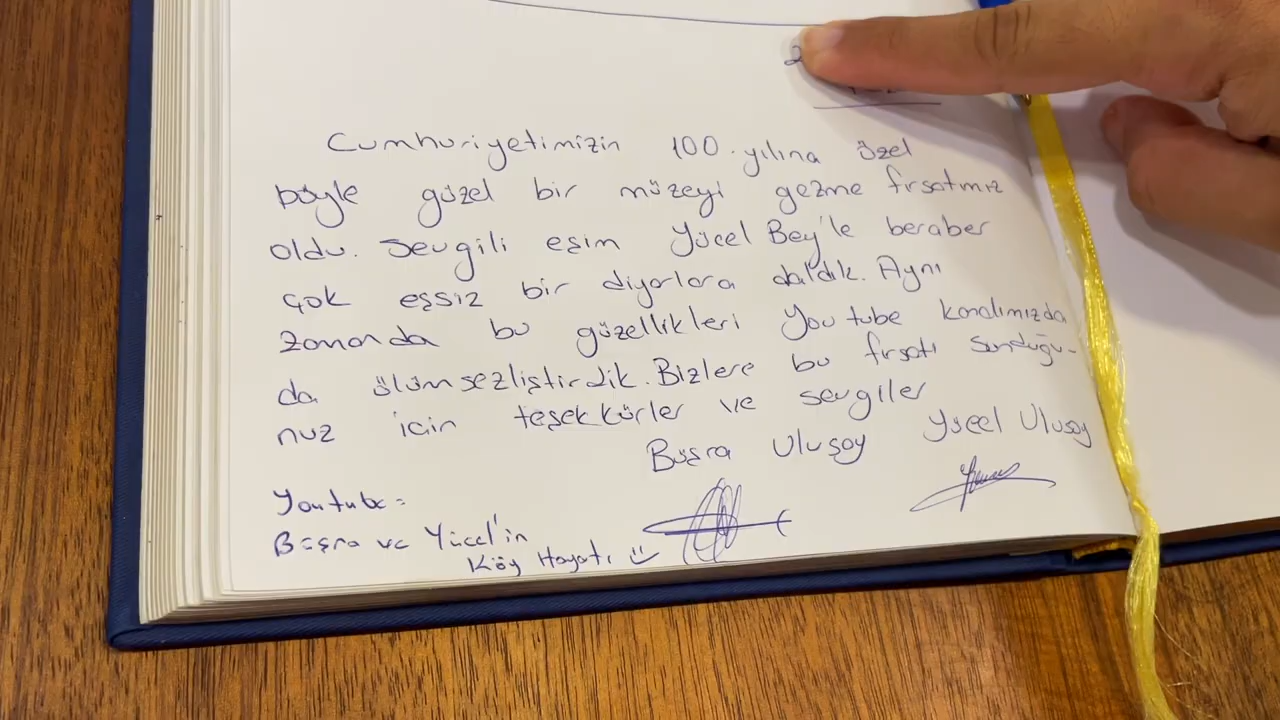 Cumhuriyetimizin 100. yılına özel
böyle güzel bir müzeyi gezme fırsatımız
oldu. Sevgili eşim Yücel Bey'le beraber
çok eşsiz bir diyarlara daldık. Aynı
zamanda bu güzellikleri Youtube kanalımızda
da ölümsezliştirdik. Bizlere bu fırsatı sunduğu-
nuz için teşekkürler ve sevgiler
Büşra Uluşoy Yücel Ulusoy
Youtube=
Büşra ve Yücel'in
Köy Hayatı